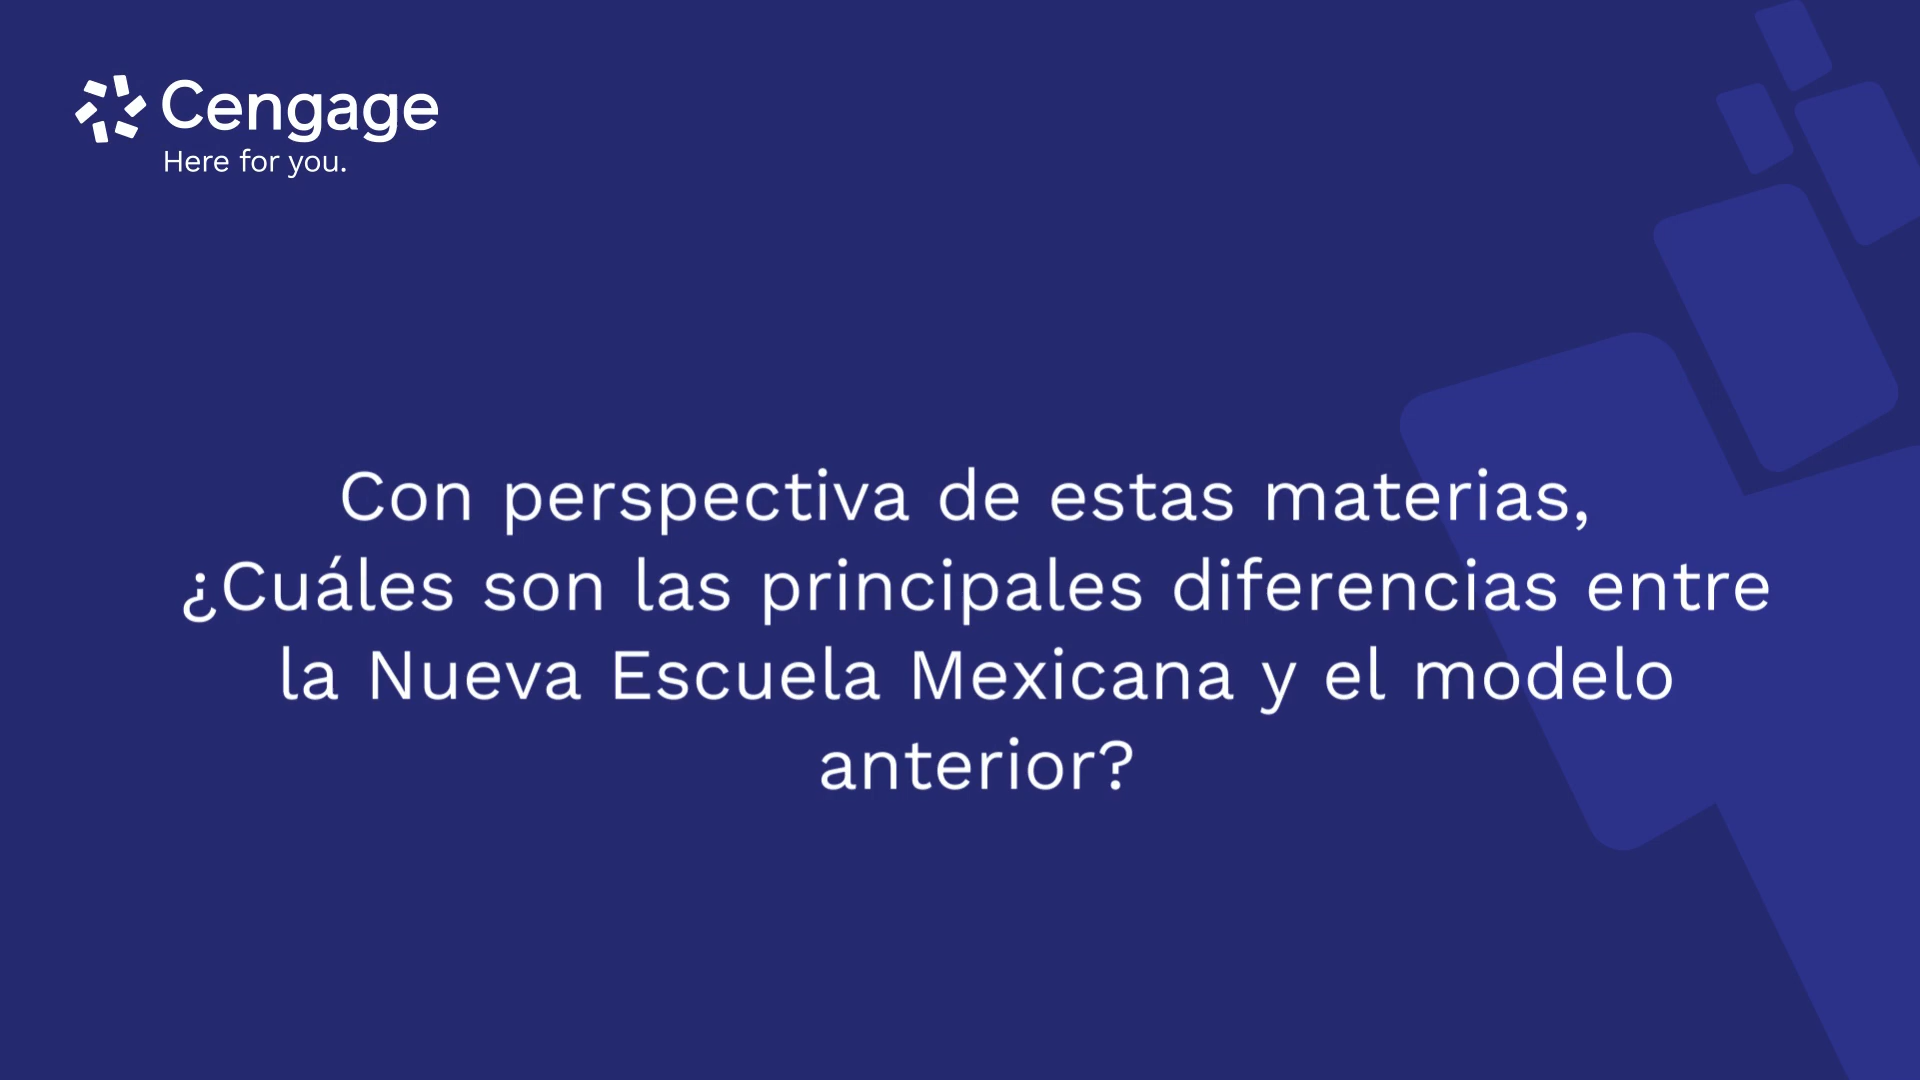 Cengage
Here for you.
Con perspectiva de estas materias,
¿Cuáles son las principales diferencias entre
la Nueva Escuela Mexicana y el modelo
anterior?